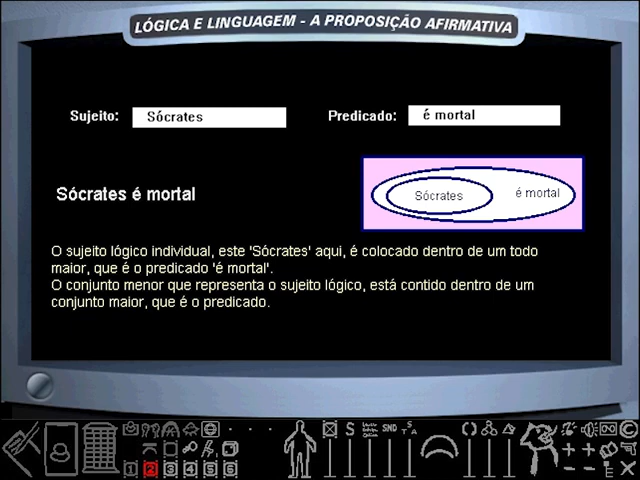 LÓGICA E LINGUAGEM - A PROPOSIÇÃO AFIRMATIVA
Sujeito: Sócrates Predicado: é mortal
Sócrates é mortal
Sócrates é mortal
O sujeito lógico individual, este 'Sócrates' aqui, é colocado dentro de um todo
maior, que é o predicado 'é mortal'.
O conjunto menor que representa o sujeito lógico, está contido dentro de um
conjunto maior, que é o predicado.
S SND
1 2 3 4 5 6
E